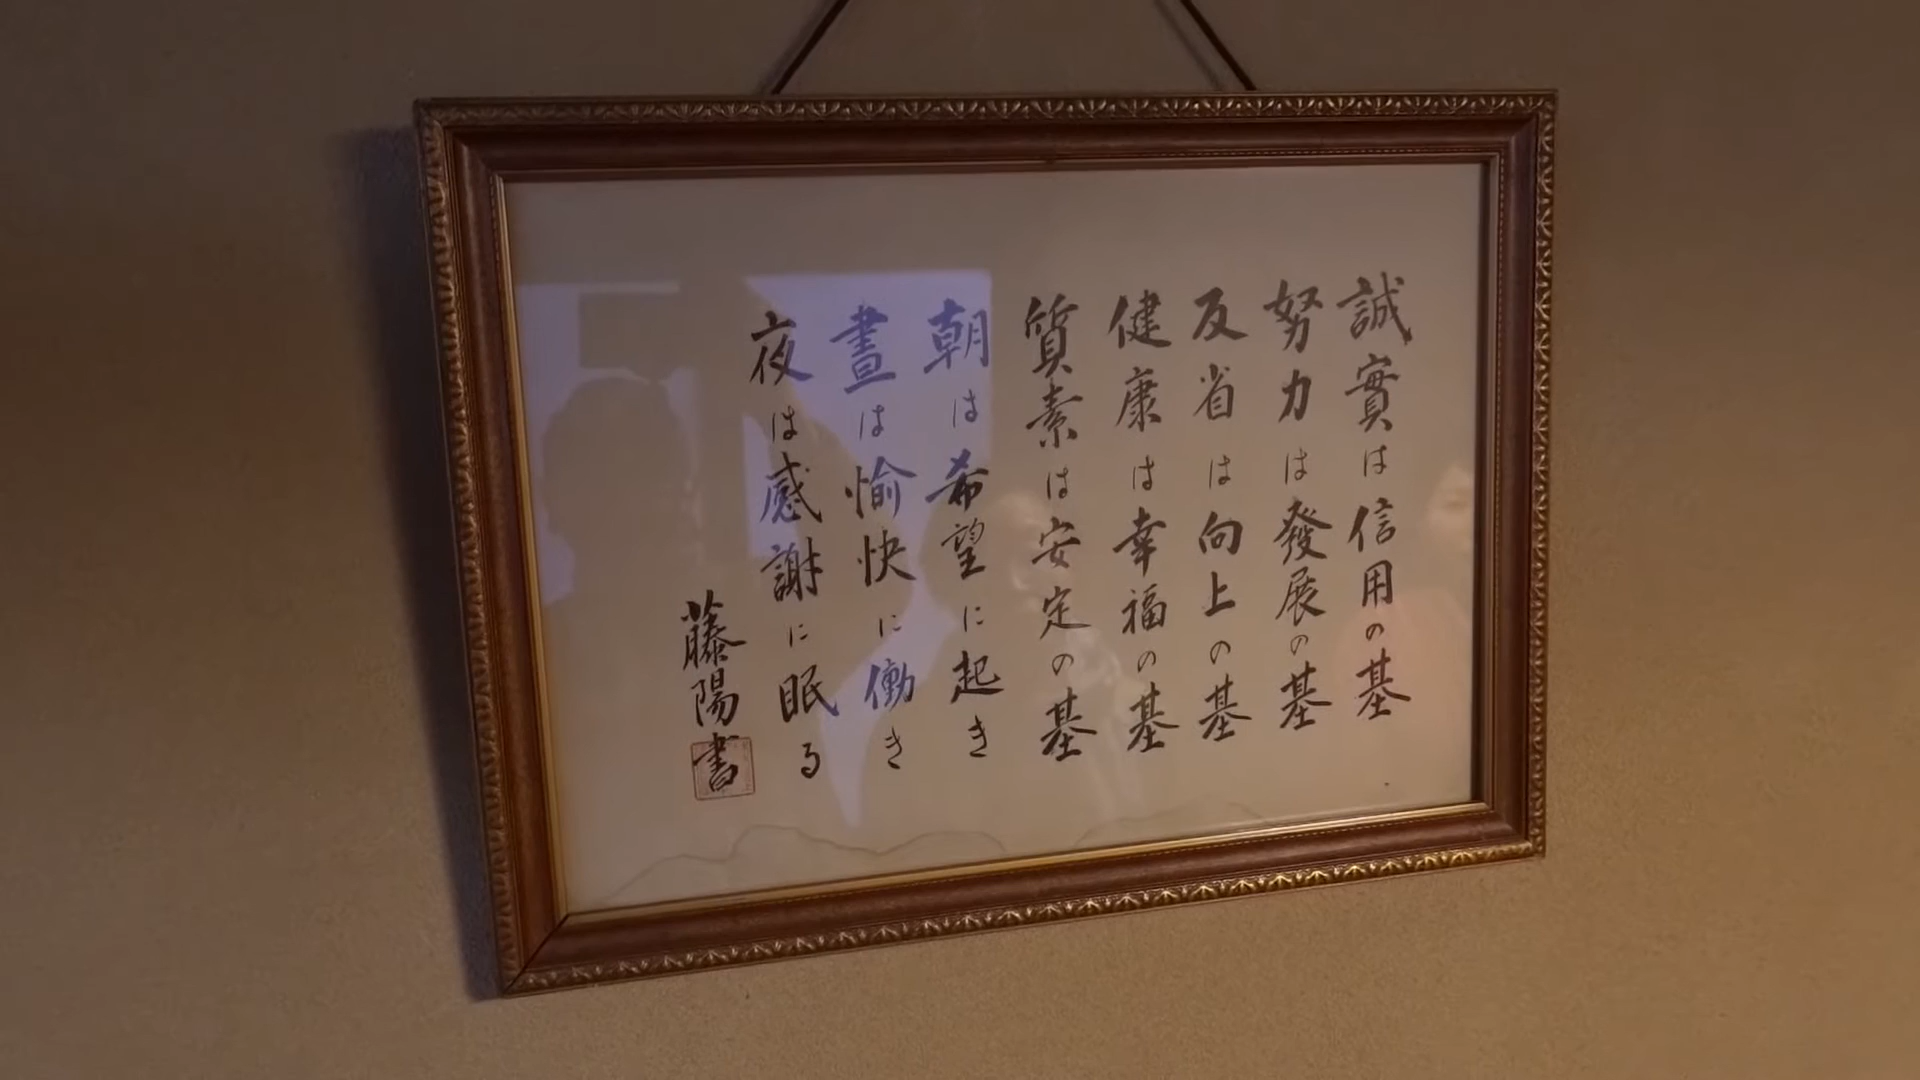 誠實は信用の基
努力は發展の基
反省は向上の基
健康は幸福の基
質素は安定の基
朝は希望に起き
晝は愉快に働き
夜は感謝に眠る
藤陽書